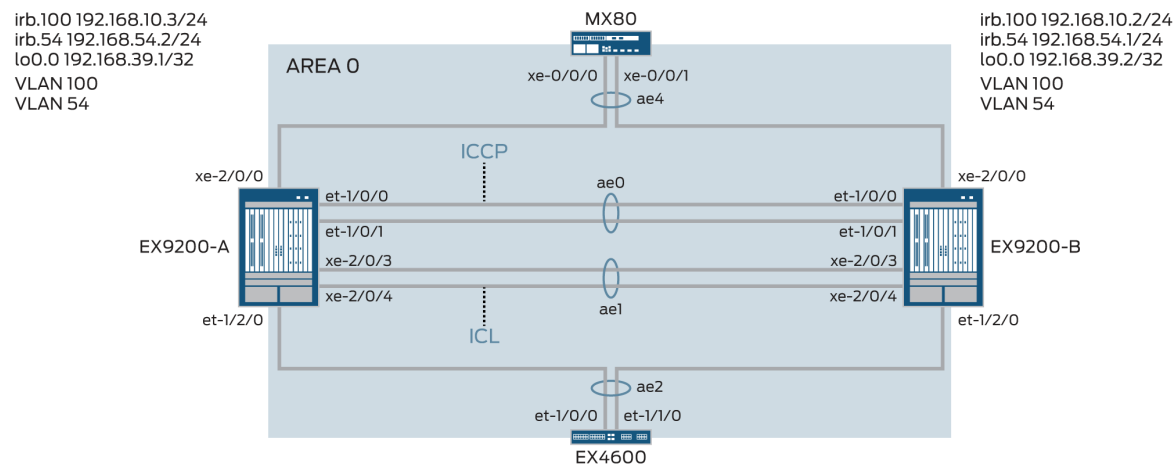 irb.100 192.168.10.3/24
irb.54 192.168.54.2/24
lo0.0 192.168.39.1/32
VLAN 100
VLAN 54
MX80
irb.100 192.168.10.2/24
irb.54 192.168.54.1/24
lo0.0 192.168.39.2/32
VLAN 100
VLAN 54
AREA 0
xe-0/0/0
xe-0/0/1
ae4
ICCP
xe-2/0/0
ae0
xe-2/0/0
et-1/0/0
et-1/0/0
et-1/0/1
et-1/0/1
EX9200-A
EX9200-B
xe-2/0/3
xe-2/0/3
xe-2/0/4
xe-2/0/4
ae1
et-1/2/0
et-1/2/0
ICL
ae2
et-1/0/0
et-1/1/0
EX4600